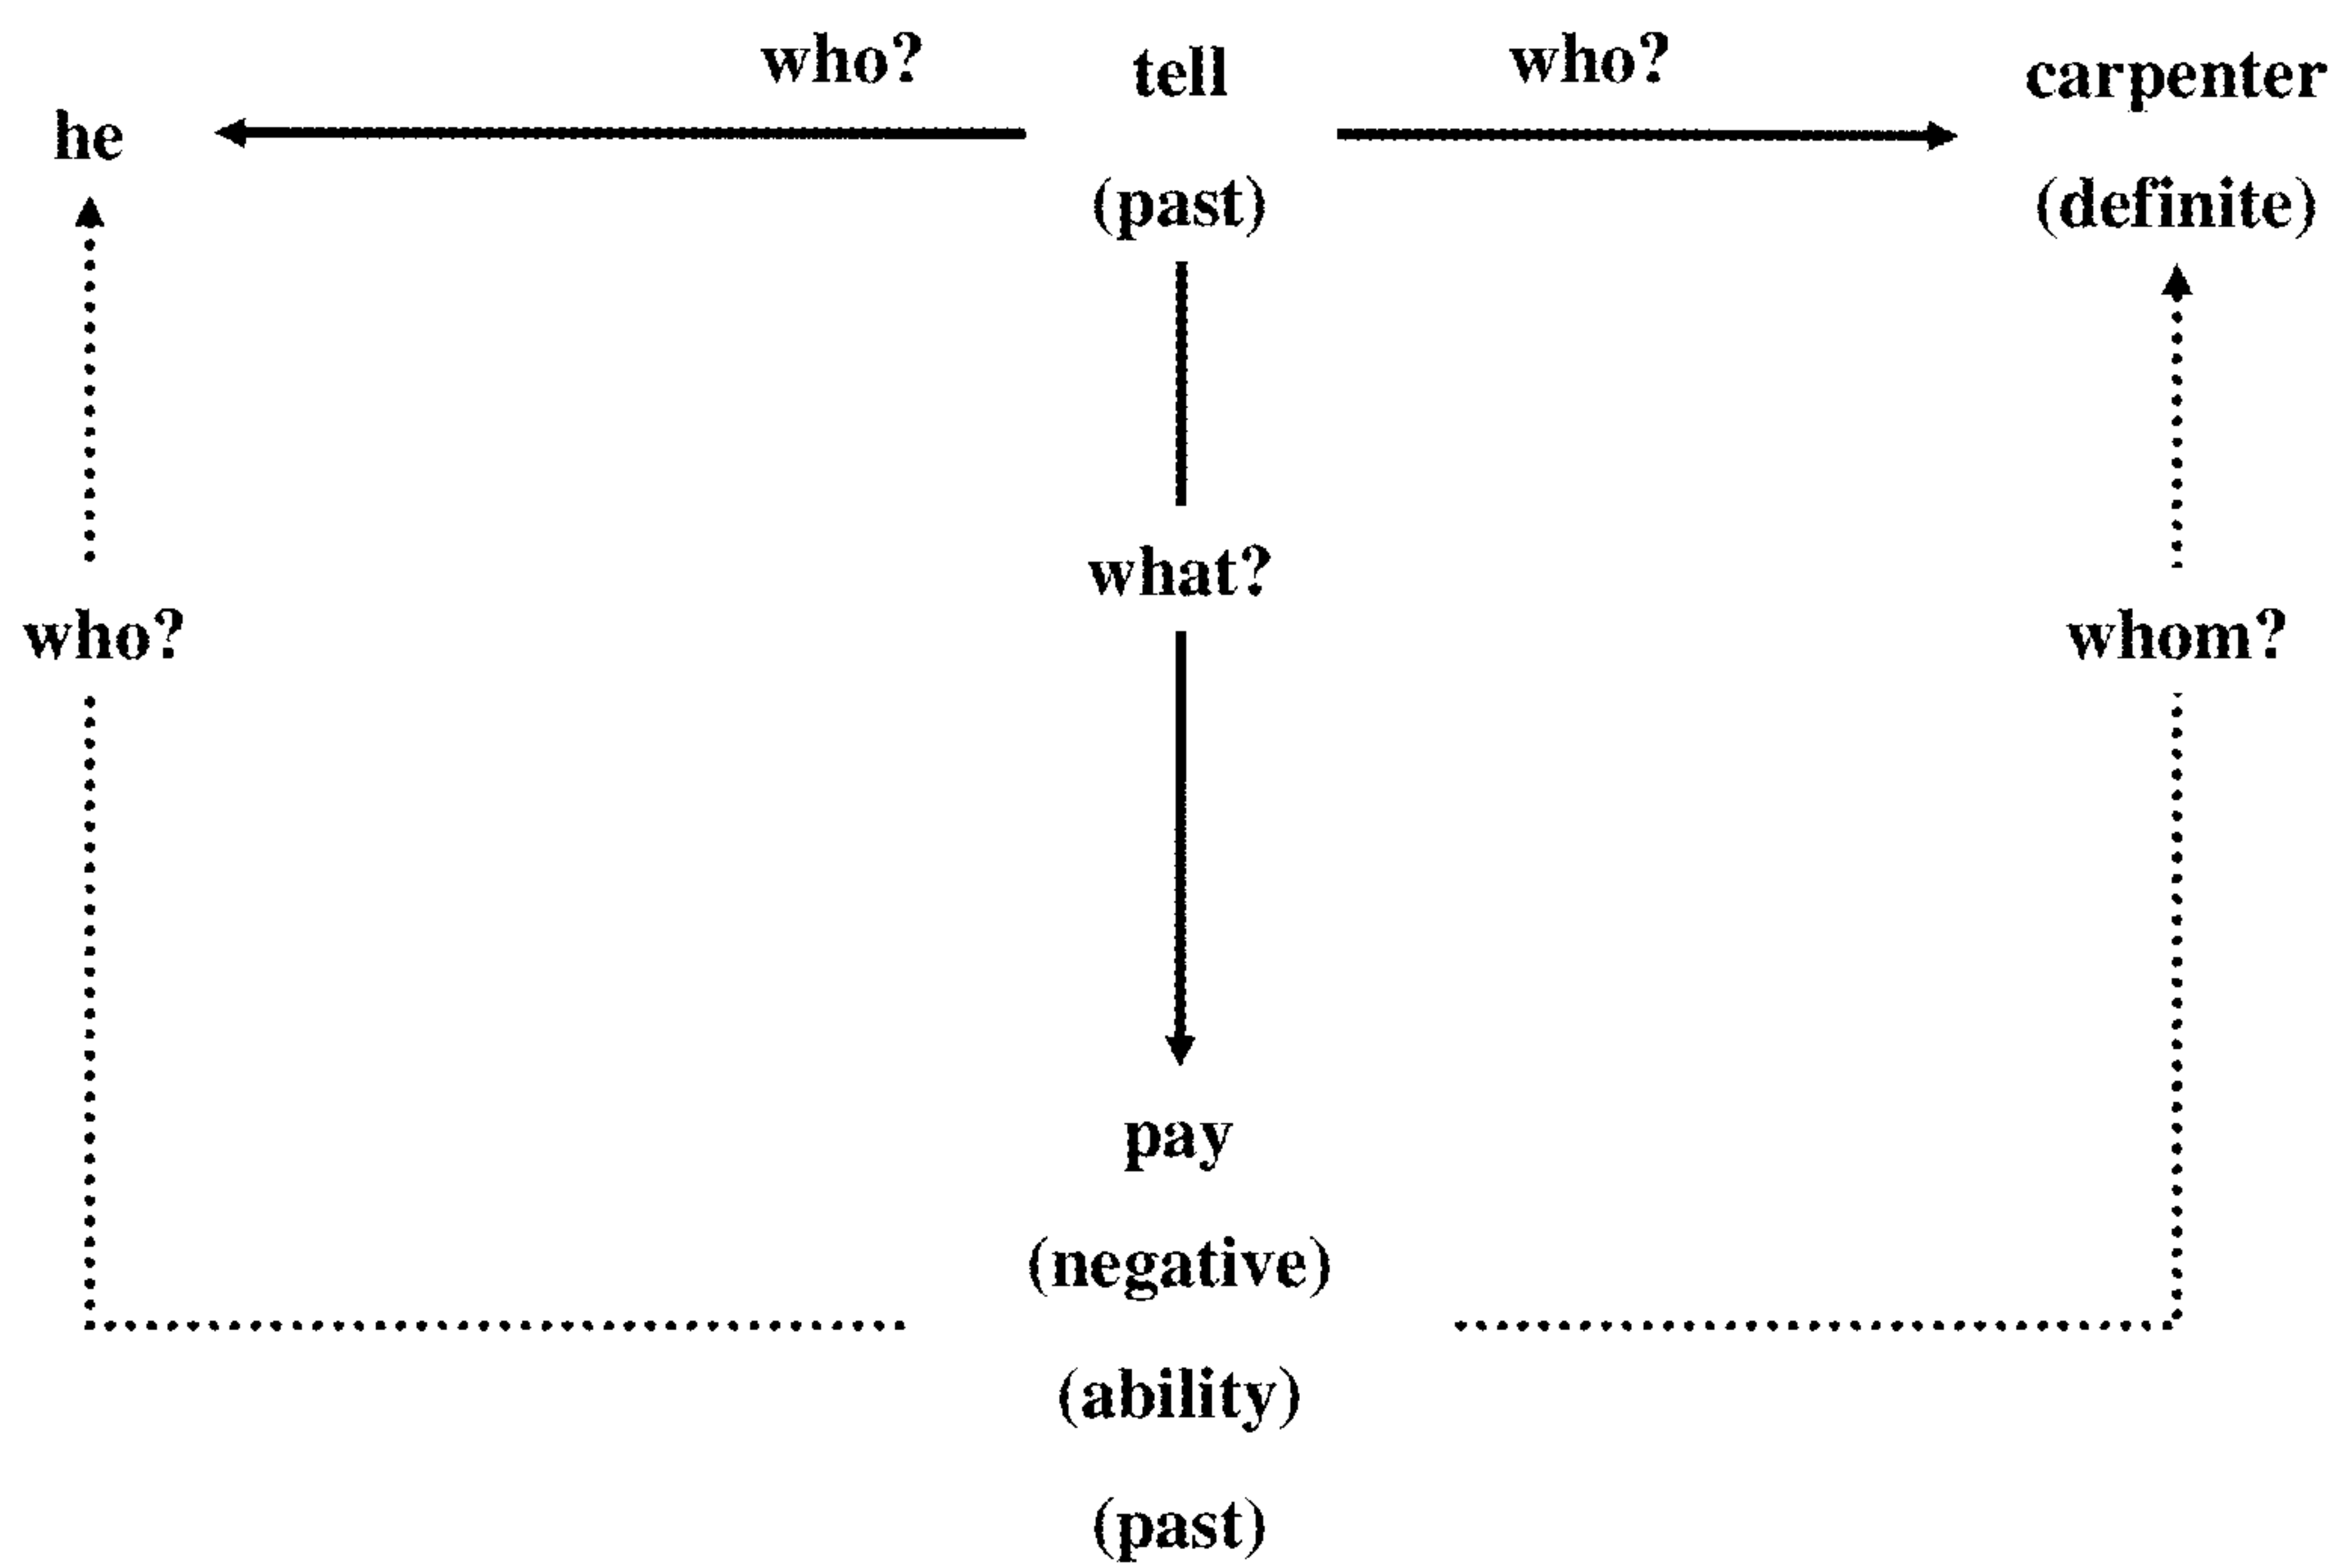 who? tell who? carpenter
he
(past) (definite)
what?
who? whom?
pay
(negative)
(ability)
(past)